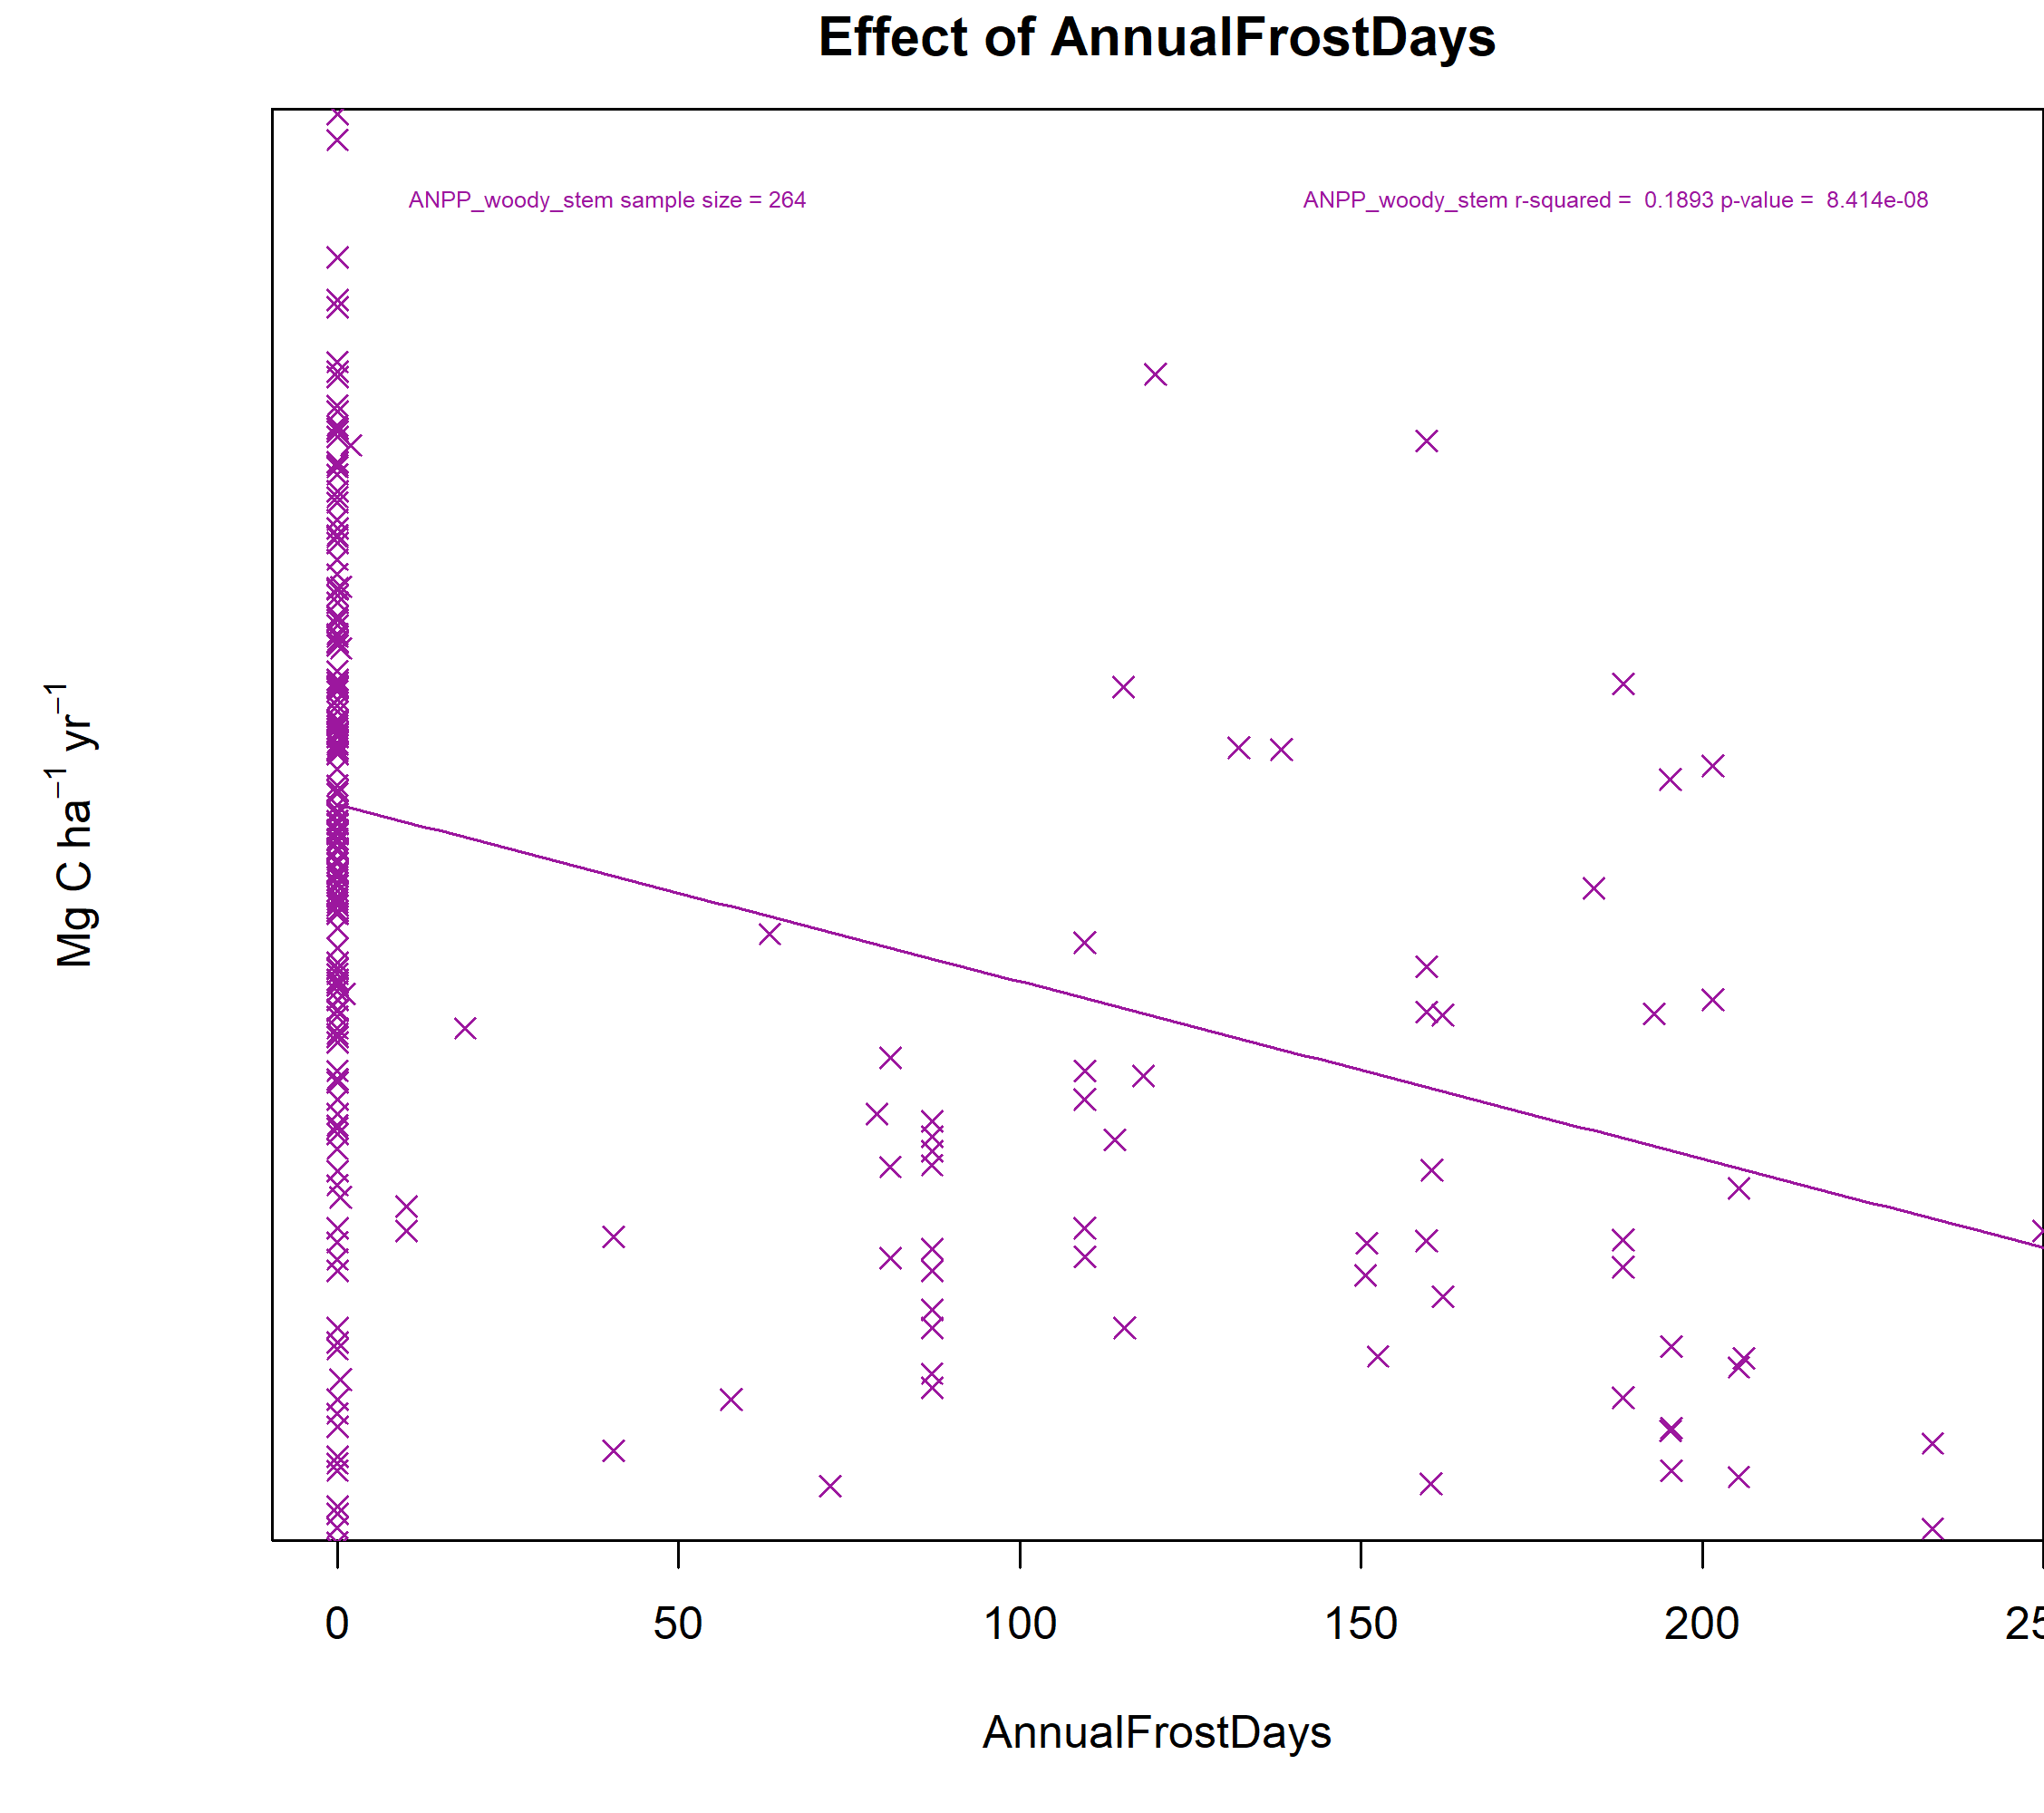 Effect of AnnualFrostDays
ANPP_woody_stem sample size = 264
ANPP_woody_stem r-squared =  0.1893 p-value =  8.414e-08
Mg C ha−1 yr−1
0 50 100 150 200 25
AnnualFrostDays